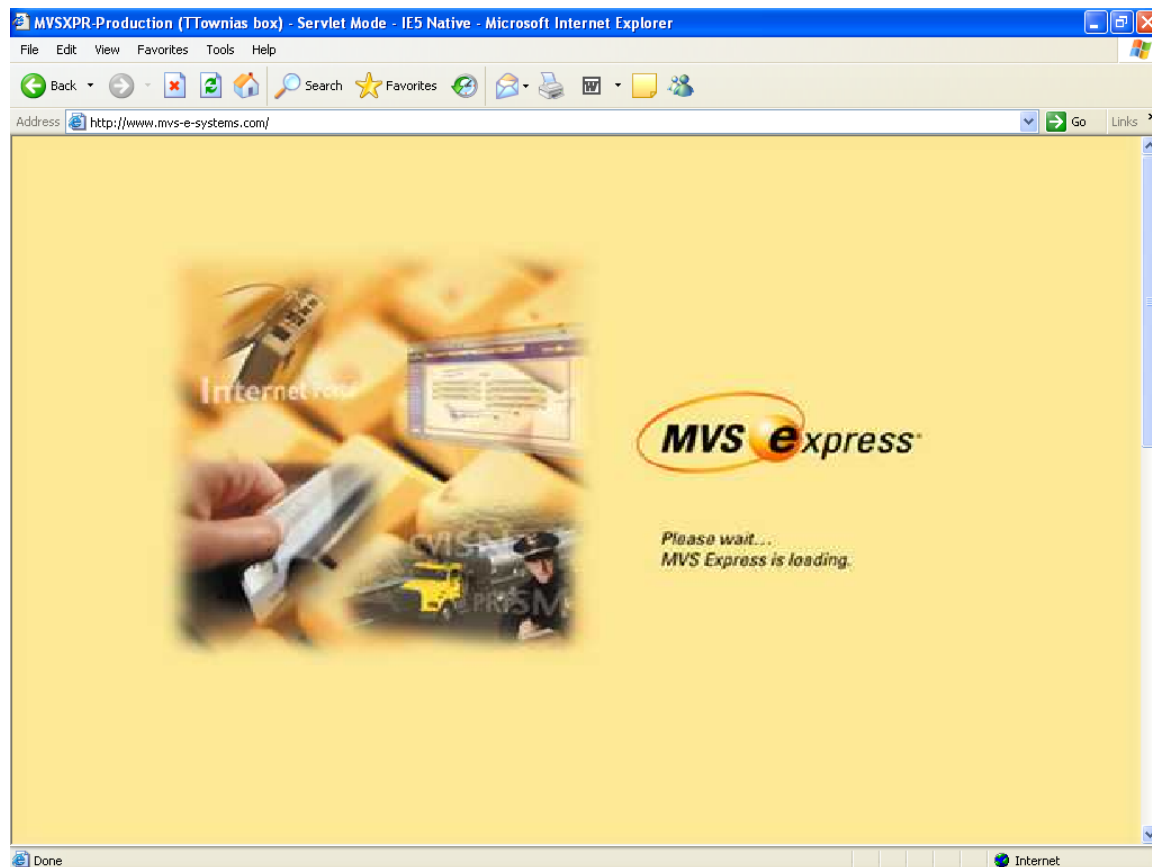 MVSXPR-Production (TTownias box) - Servlet Mode - IE5 Native - Microsoft Internet Explorer
File Edit View Favorites Tools Help
Back Search Favorites
Address http://www.mvs-e-systems.com/ Go Links
Internet
CVISN
PRISM
MVS express
Please wait...
MVS Express is loading.
Done Internet